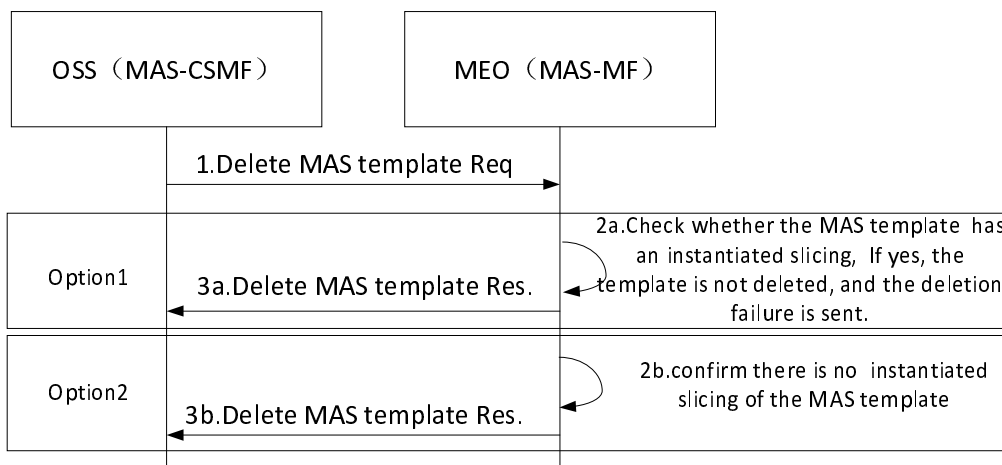 OSS（MAS-CSMF）
MEO（MAS-MF）
1.Delete MAS template Req
Option1
2a.Check whether the MAS template has
an instantiated slicing, If yes, the
template is not deleted, and the deletion
failure is sent.
3a.Delete MAS template Res.
Option2
2b.confirm there is no instantiated
slicing of the MAS template
3b.Delete MAS template Res.